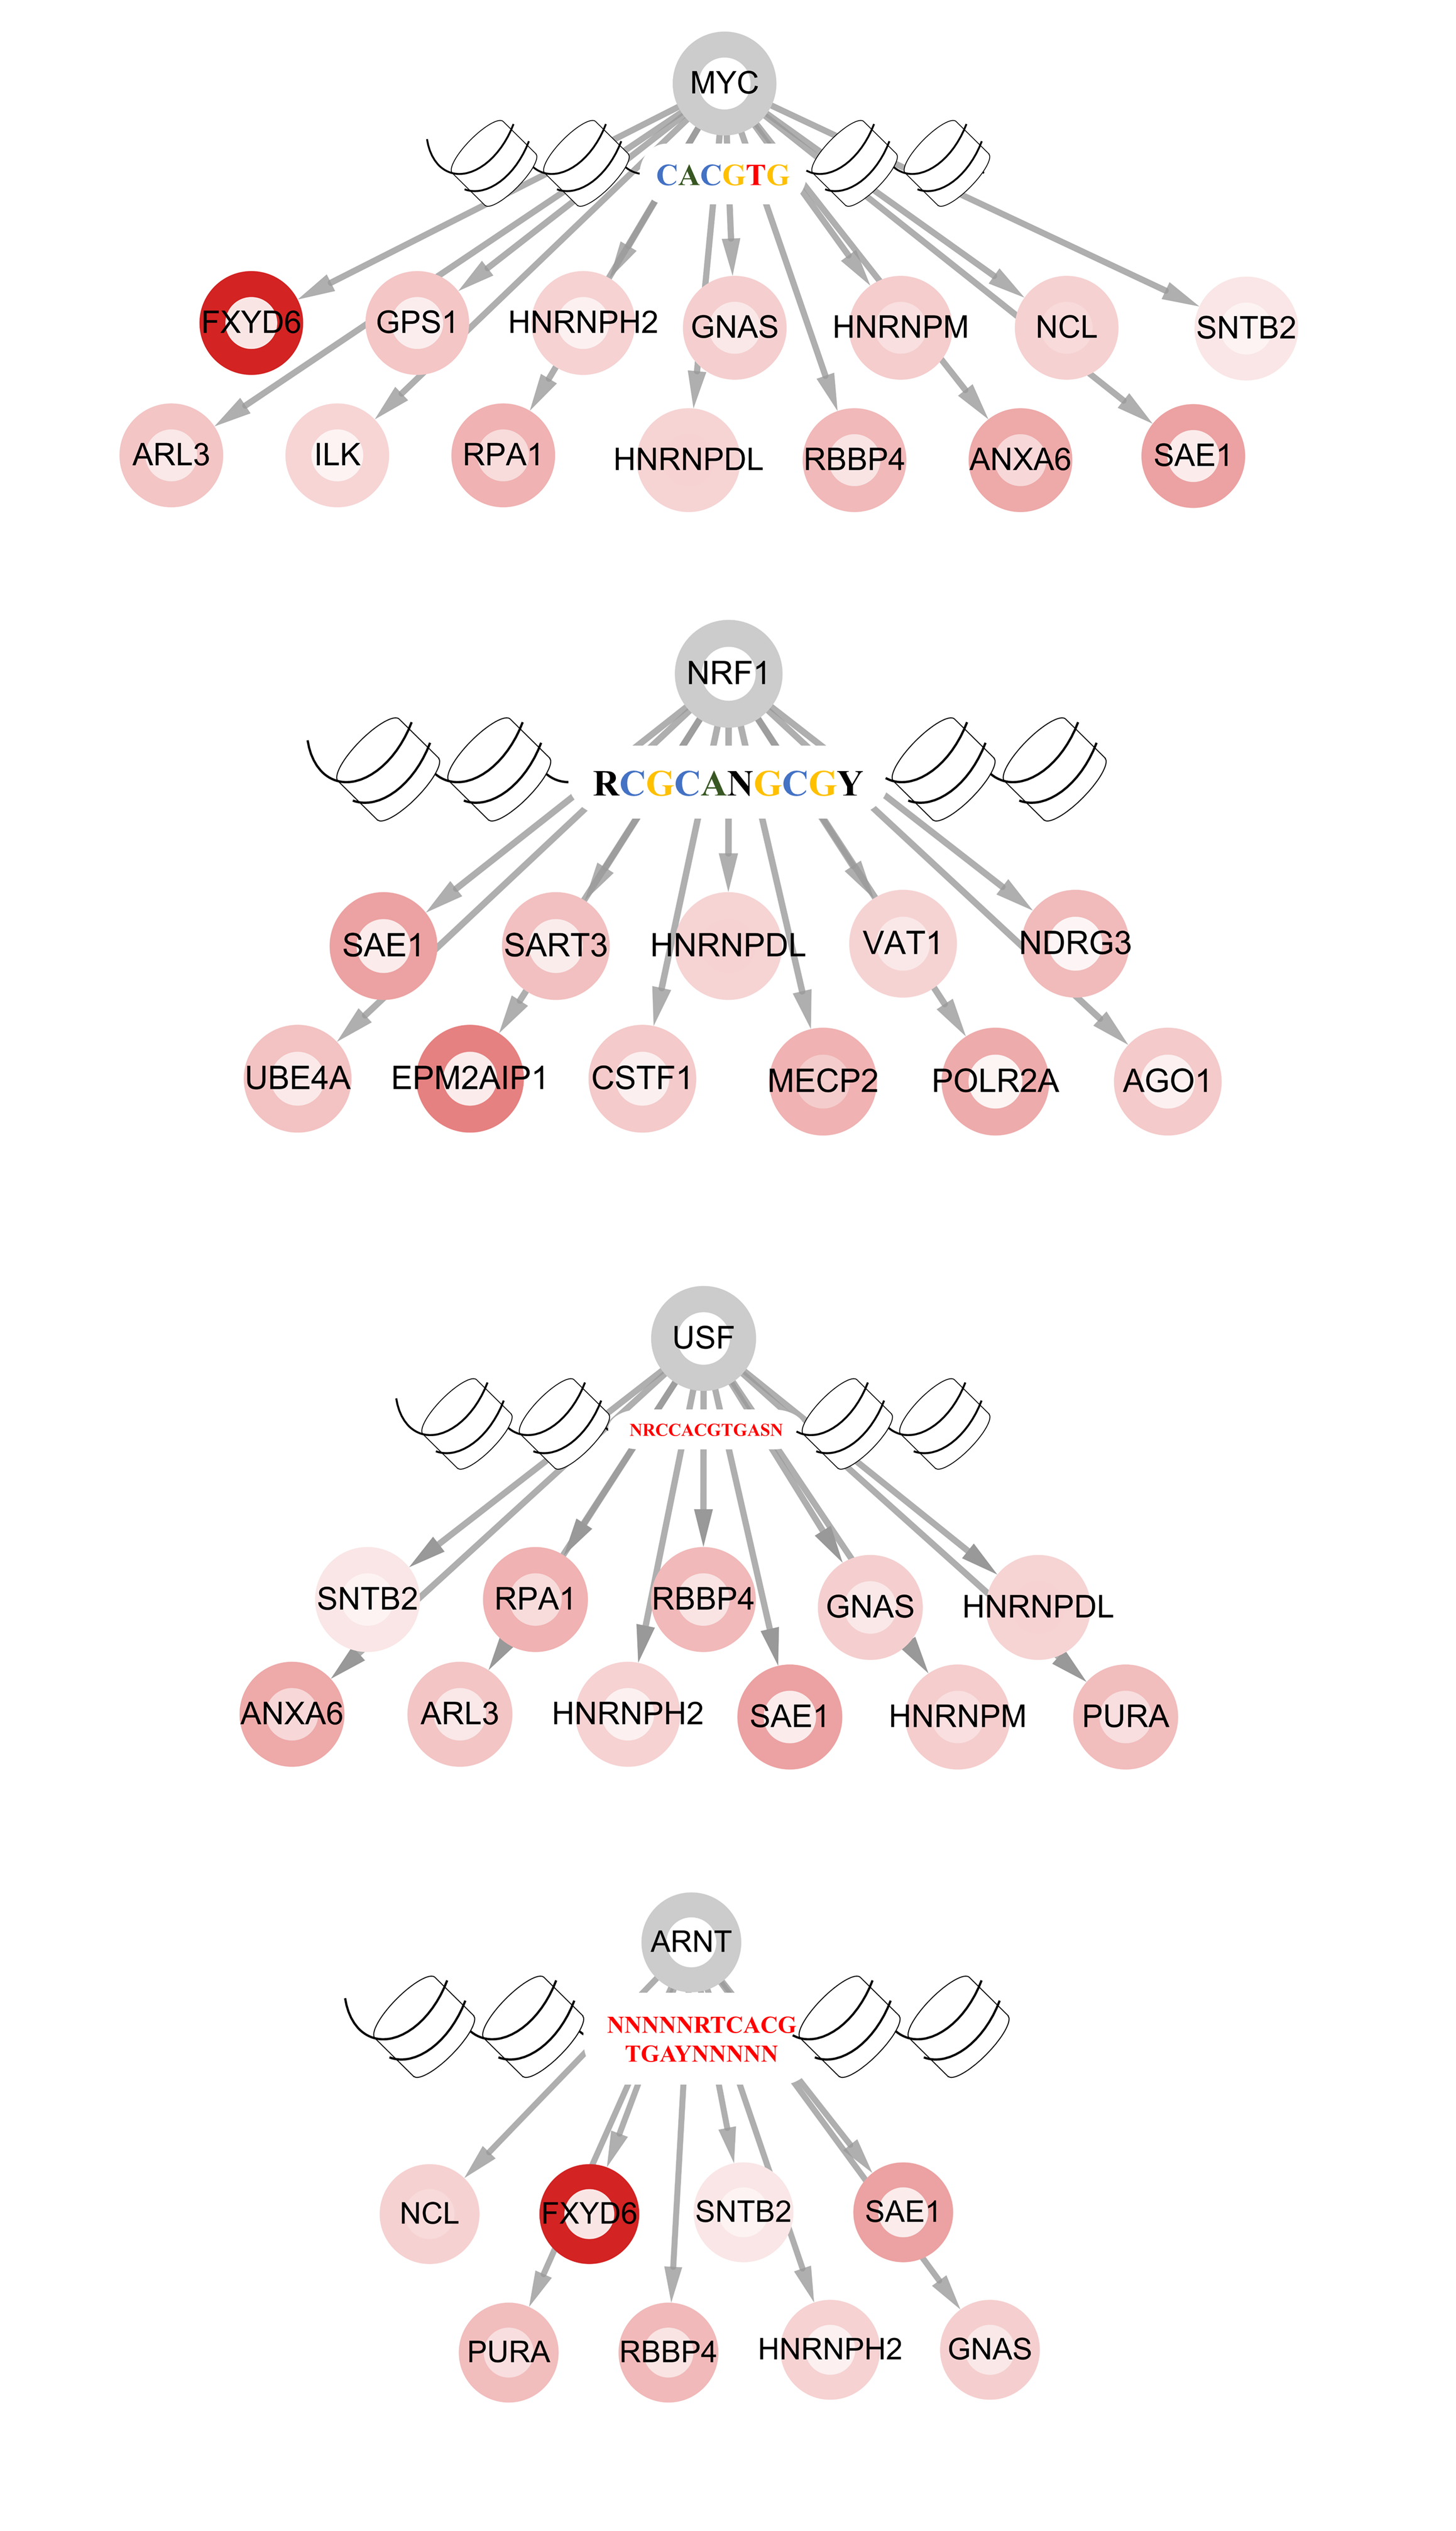 MYC
CACGTG
FXYD6 GPS1 HNRNPH2 GNAS HNRNPM NCL SNTB2
ARL3 ILK RPA1 HNRNPDL RBBP4 ANXA6 SAE1
NRF1
RCGCANGCGY
SAE1 SART3 HNRNPDL VAT1 NDRG3
UBE4A EPM2AIP1 CSTF1 MECP2 POLR2A AGO1
USF
NRCCACGTGASN
SNTB2 RPA1 RBBP4 GNAS HNRNPDL
ANXA6 ARL3 HNRNPH2 SAE1 HNRNPM PURA
ARNT
NNNNNRTCACG
TGAYNNNNN
NCL FXYD6 SNTB2 SAE1
PURA RBBP4 HNRNPH2 GNAS